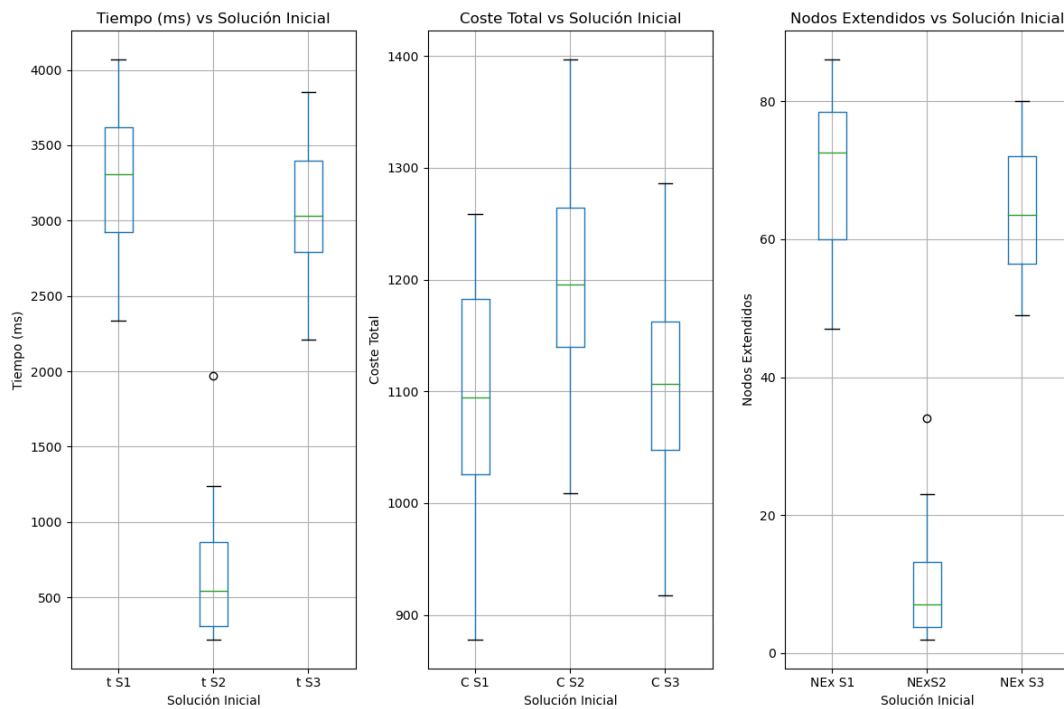 Tiempo (ms) vs Solución Inicial
Tiempo (ms)
4000
3500
3000
2500
2000
1500
1000
500
t S1 t S2 t S3
Solución Inicial
Coste Total vs Solución Inicial
Coste Total
1400
1300
1200
1100
1000
900
C S1 C S2 C S3
Solución Inicial
Nodos Extendidos vs Solución Inicial
Nodos Extendidos
80
60
40
20
0
NEx S1 NExS2 NEx S3
Solución Inicial